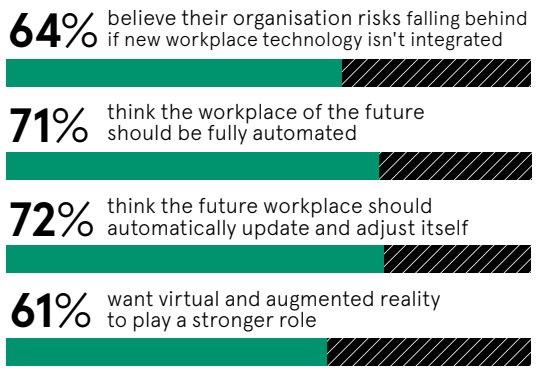 64% believe their organisation risks falling behind
if new workplace technology isn't integrated
71% think the workplace of the future
should be fully automated
72% think the future workplace should
automatically update and adjust itself
61% want virtual and augmented reality
to play a stronger role